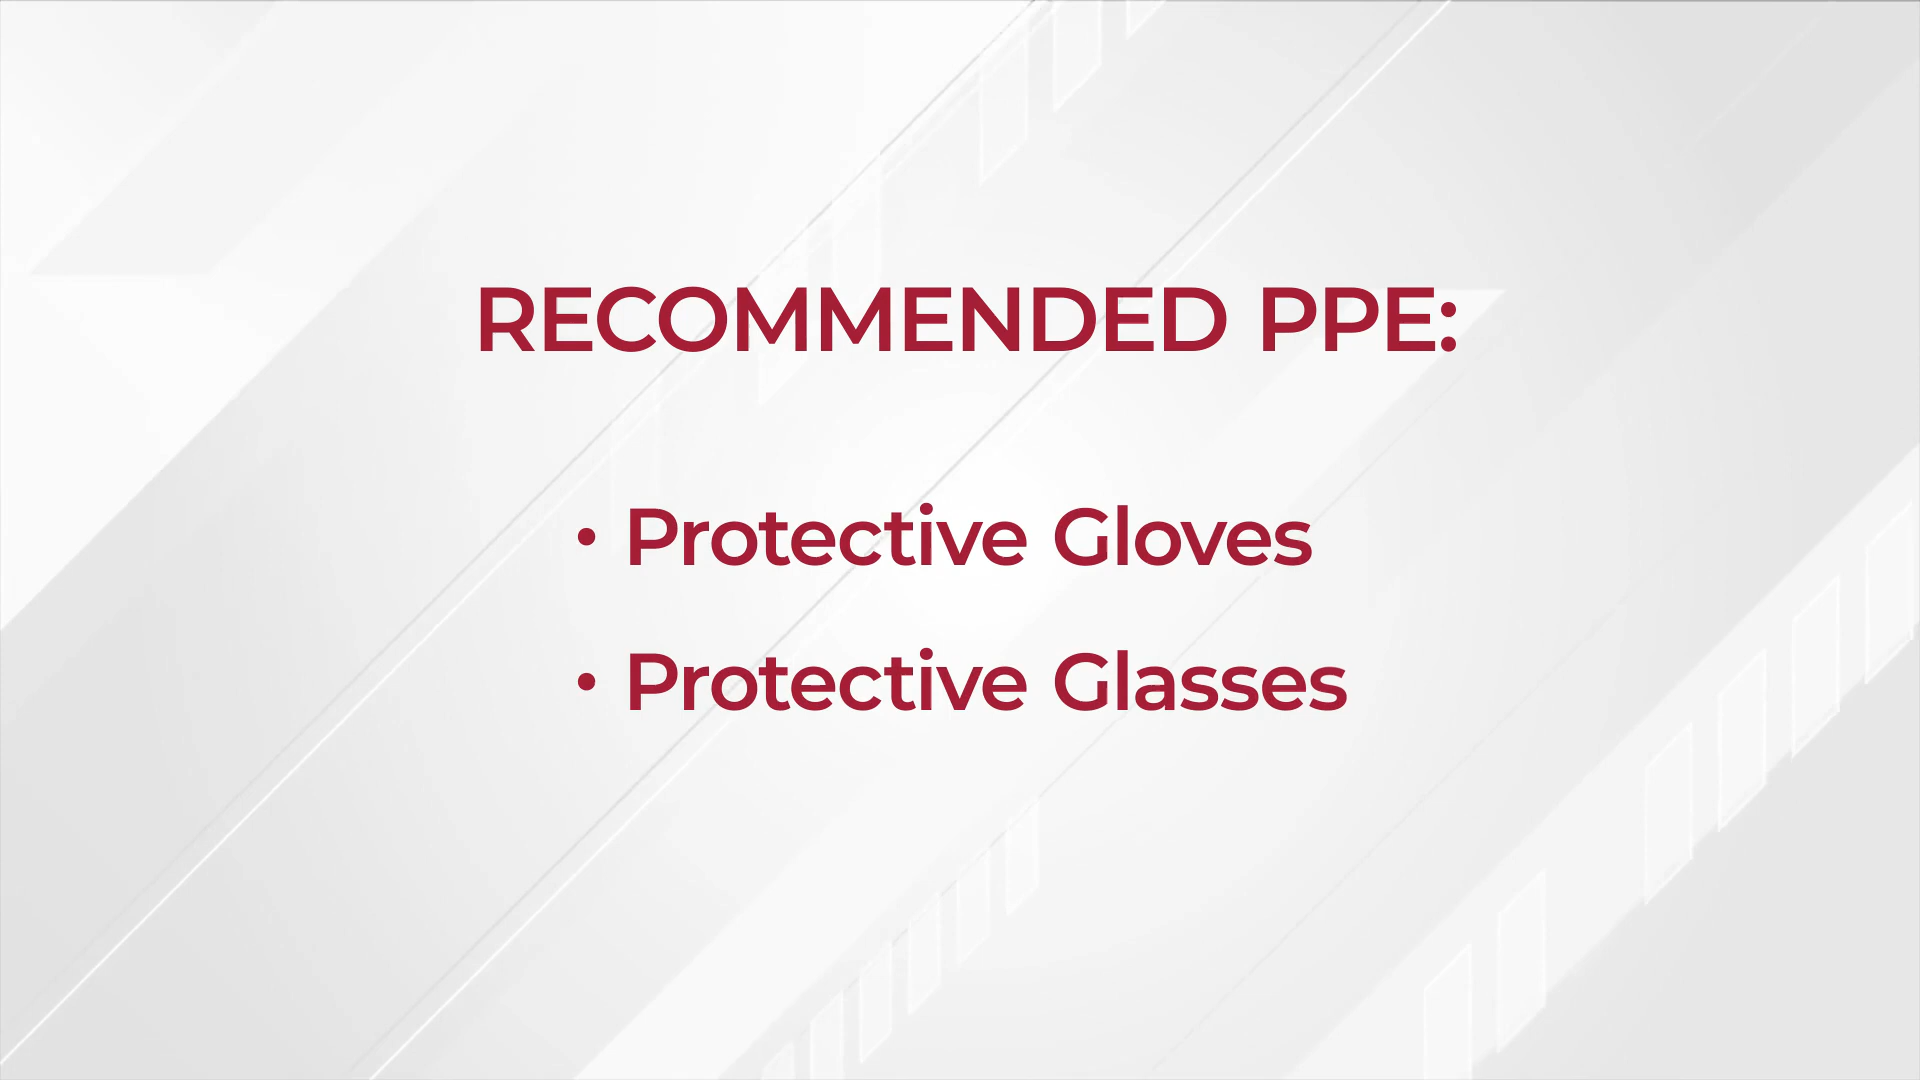 RECOMMENDED PPE:
• Protective Gloves
• Protective Glasses